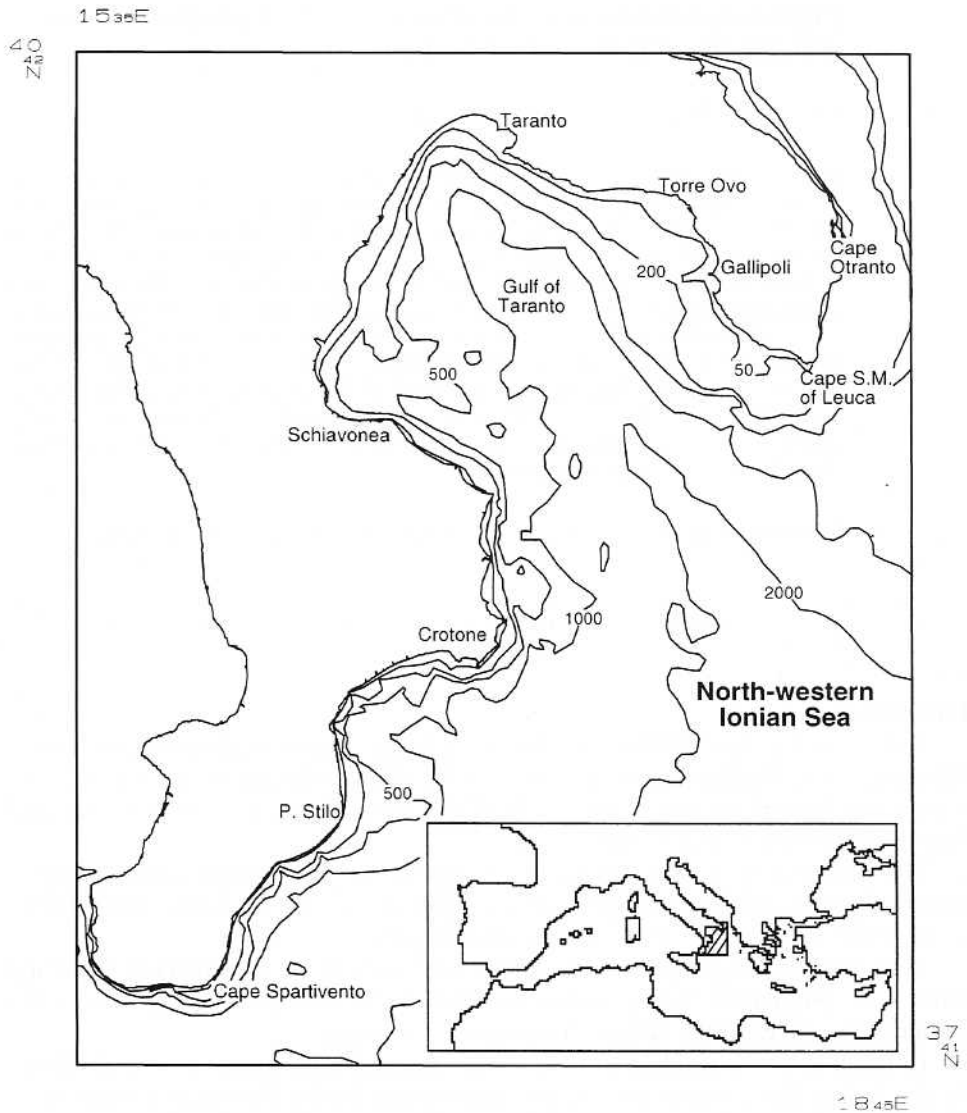 15 35E
40
42
N
Taranto
Torre Ovo
Cape
Otranto
200
Gallipoli
Gulf of
Taranto
500
50
Cape S.M.
of Leuca
Schiavonea
2000
1000
Crotone
North-western
Ionian Sea
500
P. Stilo
Cape Spartivento
37
41
N
18 45E